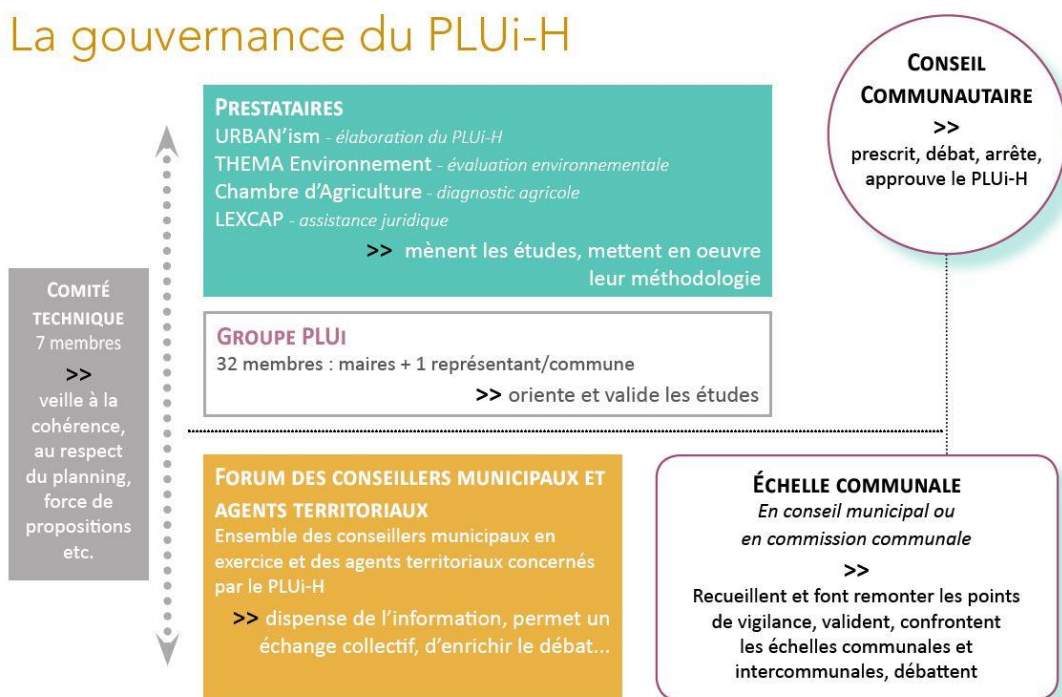 La gouvernance du PLUi-H
PRESTATAIRES
URBAN'ism - élaboration du PLUi-H
THEMA Environnement - évaluation environnementale
Chambre d'Agriculture - diagnostic agricole
LEXCAP - assistance juridique
>> mènent les études, mettent en oeuvre
leur méthodologie
CONSEIL
COMMUNAUTAIRE
>>
prescrit, débat, arrête,
approuve le PLUi-H
COMITÉ
TECHNIQUE
7 membres
>>
veille à la
cohérence,
au respect
du planning,
force de
propositions
etc.
GROUPE PLUI
32 membres : maires + 1 représentant/commune
>> oriente et valide les études
FORUM DES CONSEILLERS MUNICIPAUX ET
AGENTS TERRITORIAUX
Ensemble des conseillers municipaux en
exercice et des agents territoriaux concernés
par le PLUi-H
>> dispense de l'information, permet un
échange collectif, d'enrichir le débat...
ÉCHELLE COMMUNALE
En conseil municipal ou
en commission communale
>>
Recueillent et font remonter les points
de vigilance, valident, confrontent
les échelles communales et
intercommunales, débattent